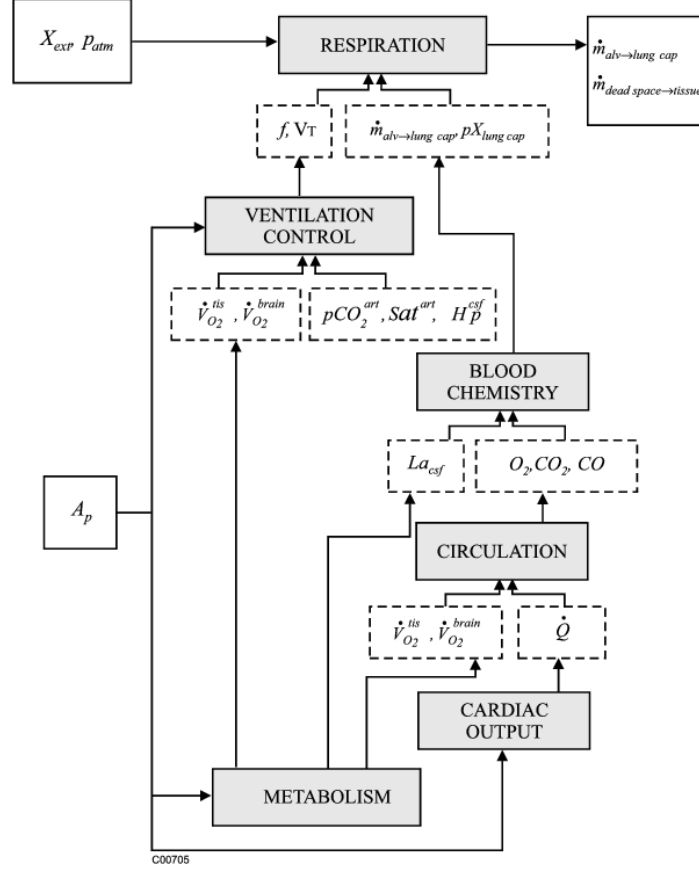 X_ext, p_atm
RESPIRATION
ṁ_alv→lung cap
ṁ_dead space→tissue
f, V_T
ṁ_alv→lung cap, pX_lung cap
VENTILATION
CONTROL
V̇_O₂^tis , V̇_O₂^brain
pCO₂^art , Sat^art, H_p^csf
BLOOD
CHEMISTRY
La_csf
O₂,CO₂, CO
A_p
CIRCULATION
V̇_O₂^tis , V̇_O₂^brain
Q̇
CARDIAC
OUTPUT
METABOLISM
C00705